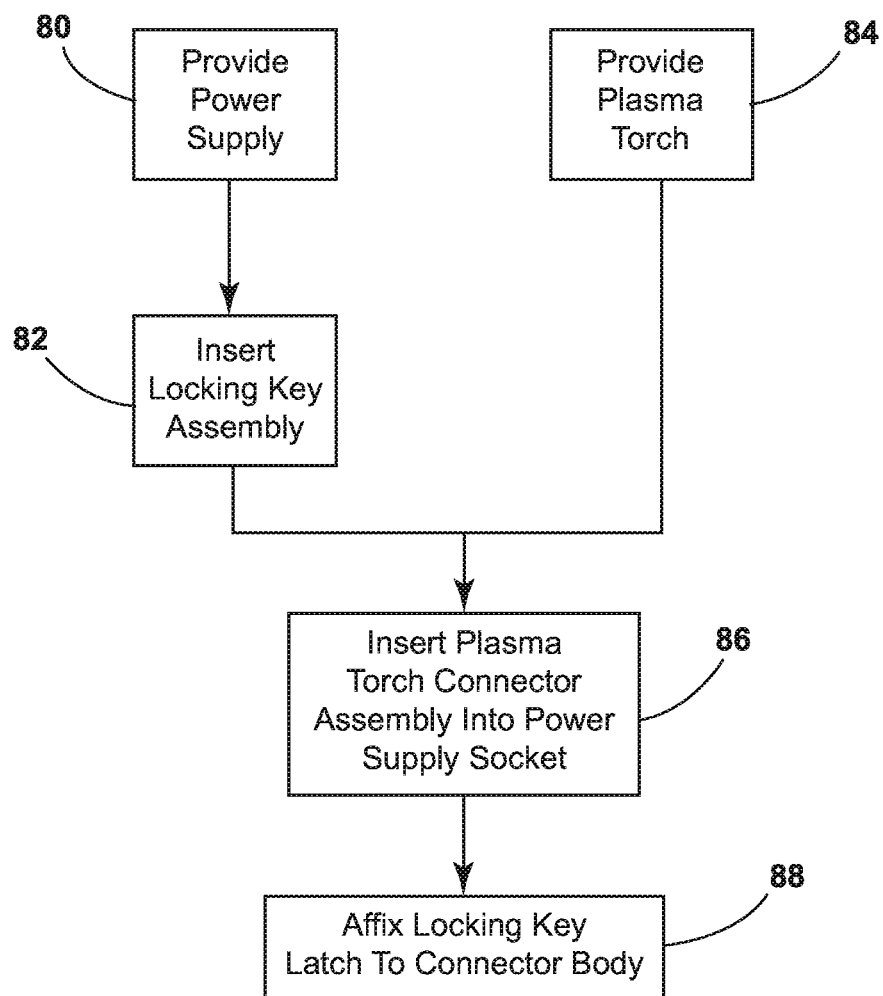 80
Provide
Power
Supply
84
Provide
Plasma
Torch
82
Insert
Locking Key
Assembly
86
Insert Plasma
Torch Connector
Assembly Into Power
Supply Socket
88
Affix Locking Key
Latch To Connector Body